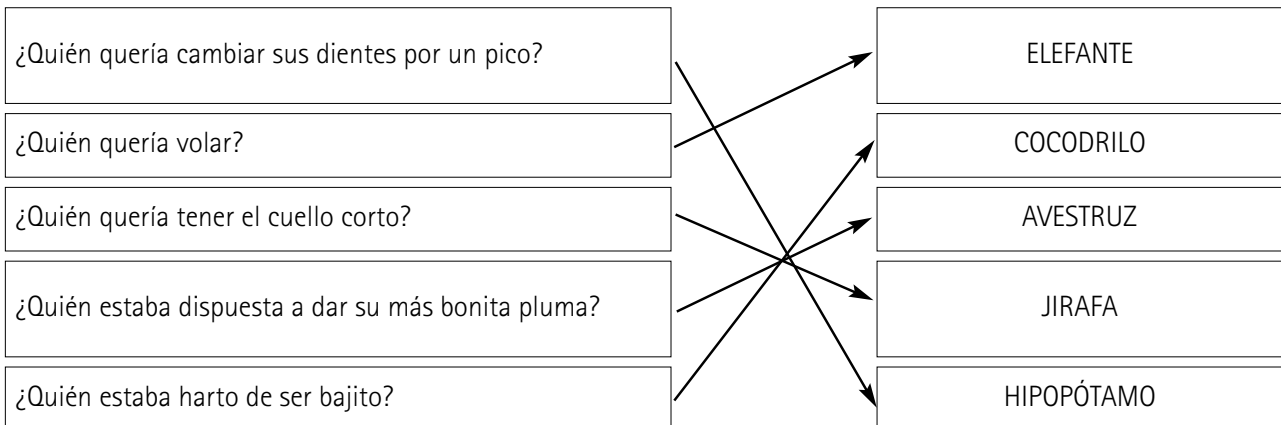 ¿Quién quería cambiar sus dientes por un pico?
ELEFANTE
¿Quién quería volar?
COCODRILO
¿Quién quería tener el cuello corto?
AVESTRUZ
¿Quién estaba dispuesta a dar su más bonita pluma?
JIRAFA
¿Quién estaba harto de ser bajito?
HIPOPÓTAMO